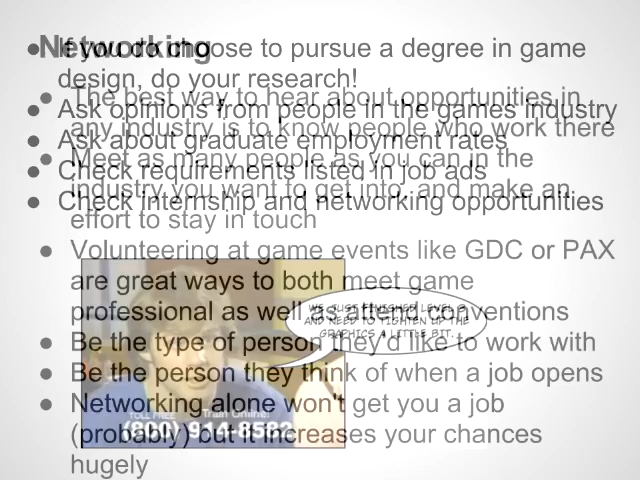 Networking
● If you do choose to pursue a degree in game
design, do your research!
● Ask opinions from people in the games industry
● Ask about graduate employment rates
● Check requirements listed in job ads
● Check internship and networking opportunities
● The best way to hear about opportunities in
any industry is to know people who work there
● Meet as many people as you can in the
industry you want to get into, and make an
effort to stay in touch
● Volunteering at game events like GDC or PAX
are great ways to both meet game
professional as well as attend conventions
● Be the type of person they'd like to work with
● Be the person they think of when a job opens
● Networking alone won't get you a job
(probably) but it increases your chances
hugely
WE JUST FINISHED LEVEL 3
AND NEED TO TIGHTEN UP THE
GRAPHICS A LITTLE BIT.
TOLL FREE Train Online!
(800) 914-8582